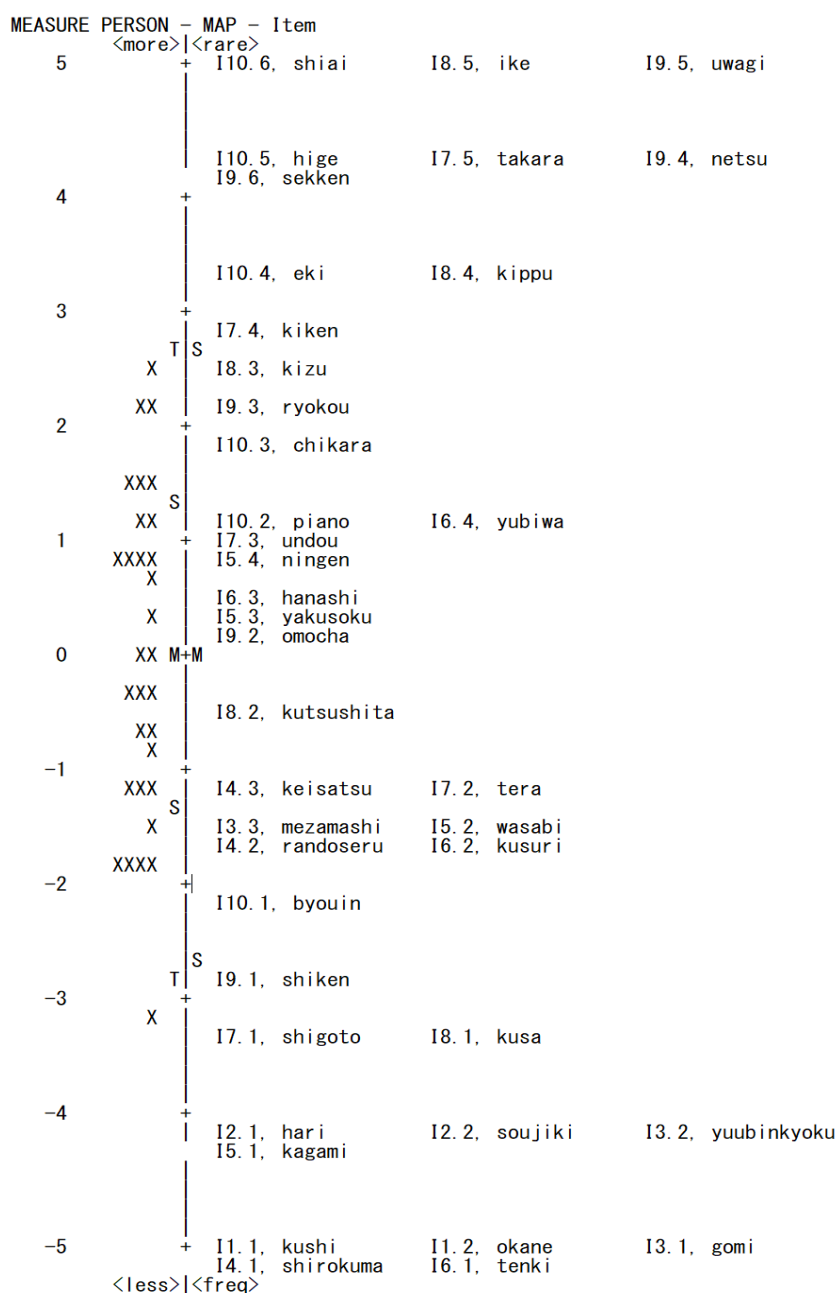 MEASURE PERSON - MAP - Item
<more>|<rare>
5 + I10.6, shiai I8.5, ike I9.5, uwagi
|
|
|
|
| I10.5, hige I7.5, takara I9.4, netsu
I9.6, sekken
4 +
|
|
|
| I10.4, eki I8.4, kippu
|
3 +
| I7.4, kiken
T|S
X | I8.3, kizu
|
XX | I9.3, ryokou
2 +
| I10.3, chikara
|
XXX |
S|
XX | I10.2, piano I6.4, yubiwa
1 + I7.3, undou
XXXX | I5.4, ningen
X |
| I6.3, hanashi
X | I5.3, yakusoku
| I9.2, omocha
0 XX M+M
|
XXX |
| I8.2, kutsushita
XX |
X |
-1 +
XXX | I4.3, keisatsu I7.2, tera
S|
X | I3.3, mezamashi I5.2, wasabi
| I4.2, randoseru I6.2, kusuri
XXXX |
-2 +|
| I10.1, byouin
|
|
|S
T| I9.1, shiken
-3 +
X |
| I7.1, shigoto I8.1, kusa
|
|
|
-4 +
| I2.1, hari I2.2, soujiki I3.2, yuubinkyoku
I5.1, kagami
|
|
|
|
-5 + I1.1, kushi I1.2, okane I3.1, gomi
I4.1, shirokuma I6.1, tenki
<less>|<freq>